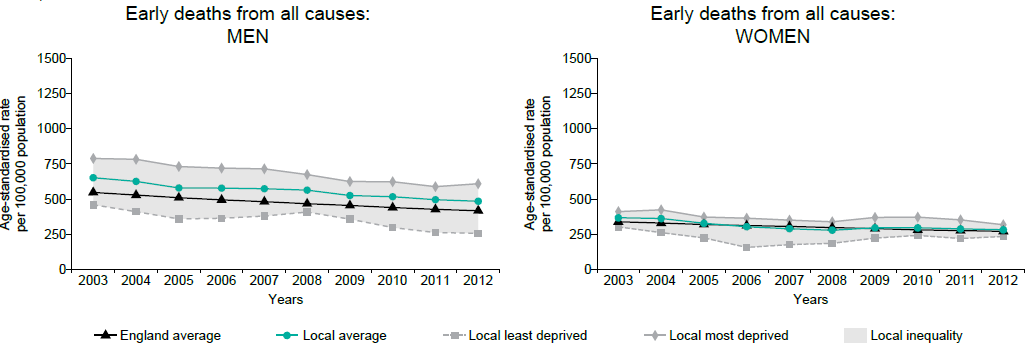 Early deaths from all causes:
MEN
Age-standardised rate
per 100,000 population
1500
1250
1000
750
500
250
0
2003 2004 2005 2006 2007 2008 2009 2010 2011 2012
Years
Early deaths from all causes:
WOMEN
Age-standardised rate
per 100,000 population
1500
1250
1000
750
500
250
0
2003 2004 2005 2006 2007 2008 2009 2010 2011 2012
Years
England average Local average Local least deprived Local most deprived Local inequality